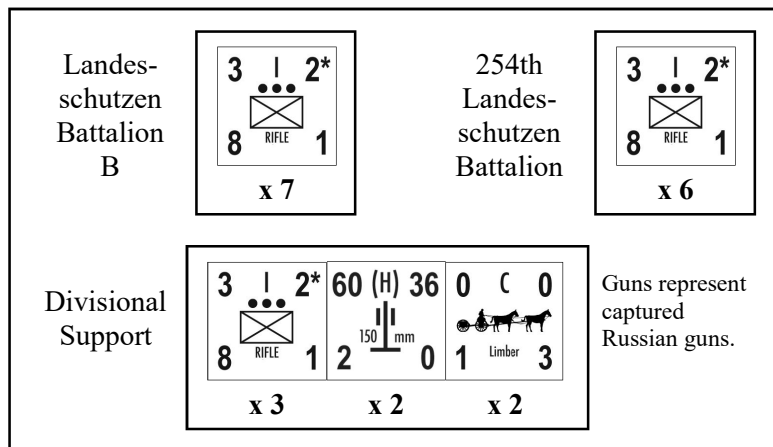 Landes-
schutzen
Battalion
B
3 I 2*
RIFLE
8 1
x 7
254th
Landes-
schutzen
Battalion
3 I 2*
RIFLE
8 1
x 6
Divisional
Support
3 I 2*
RIFLE
8 1
x 3
60 (H) 36
150 mm
2 0
x 2
0 C 0
Limber
1 3
x 2
Guns represent
captured
Russian guns.